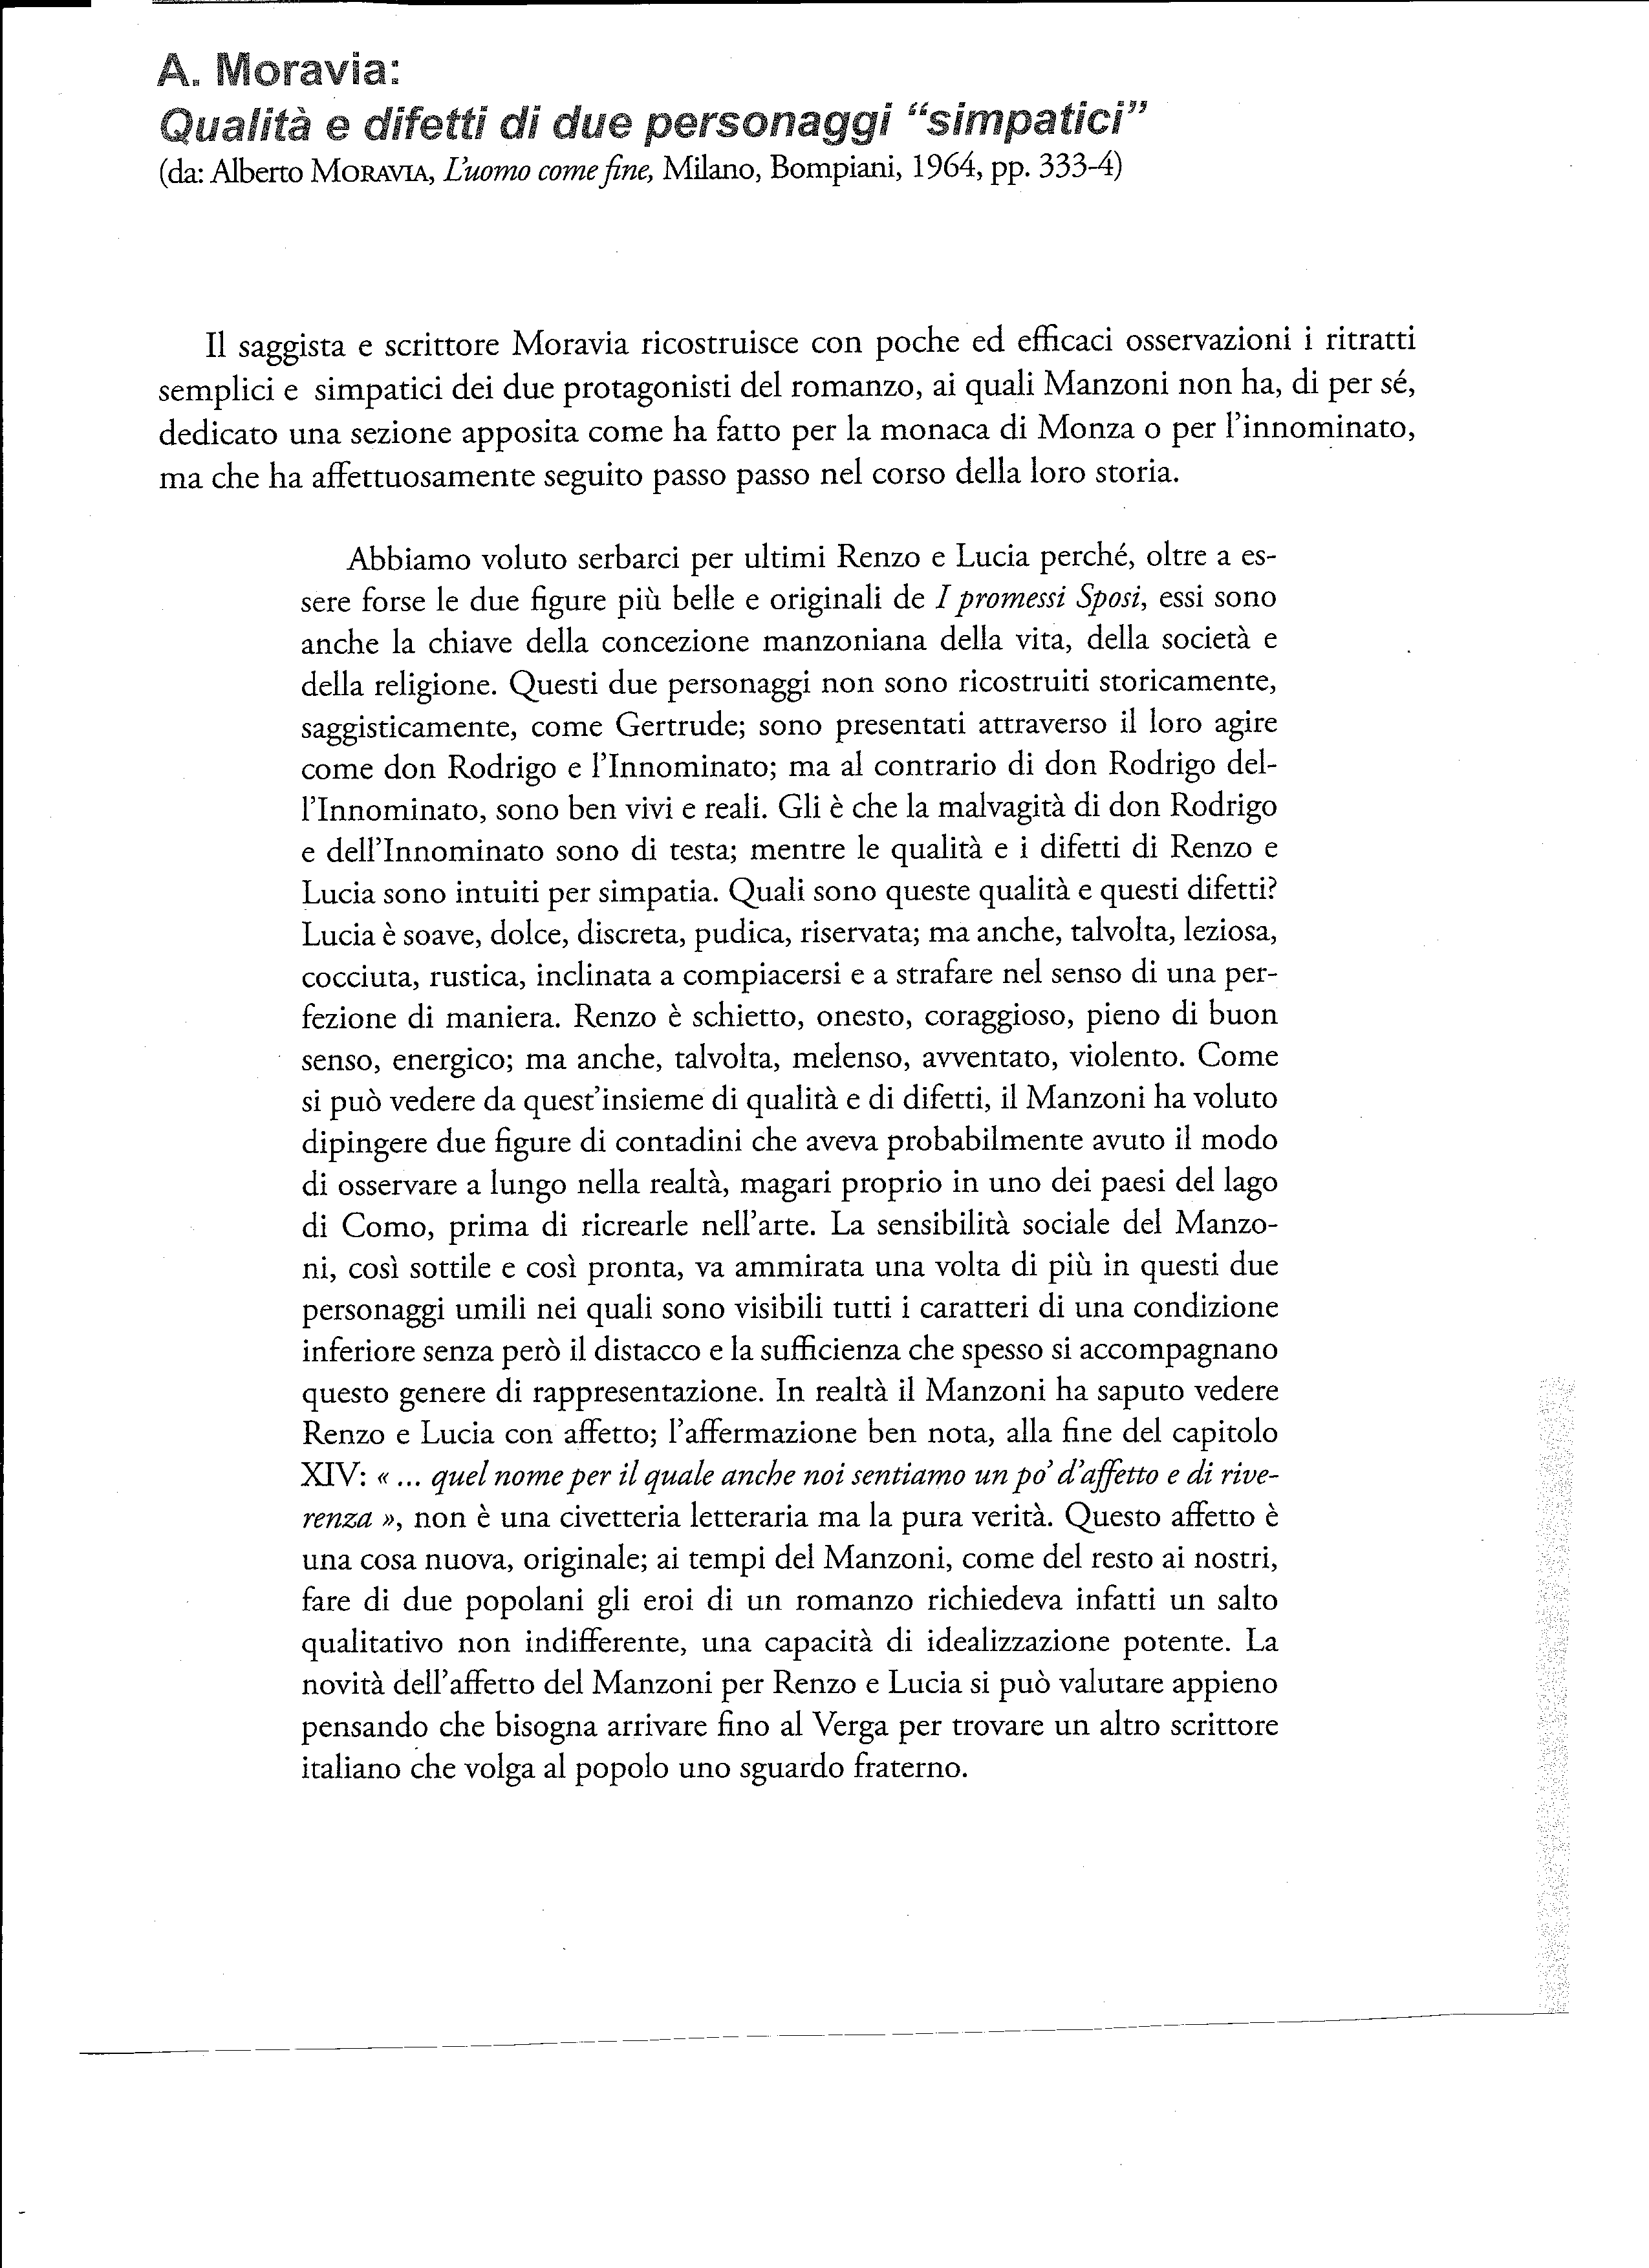 A. Moravia:
Qualità e difetti di due personaggi “simpatici”
(da: Alberto MORAVIA, L’uomo come fine, Milano, Bompiani, 1964, pp. 333-4)
Il saggista e scrittore Moravia ricostruisce con poche ed efficaci osservazioni i ritratti
semplici e simpatici dei due protagonisti del romanzo, ai quali Manzoni non ha, di per sé,
dedicato una sezione apposita come ha fatto per la monaca di Monza o per l’innominato,
ma che ha affettuosamente seguito passo passo nel corso della loro storia.
Abbiamo voluto serbarci per ultimi Renzo e Lucia perché, oltre a es-
sere forse le due figure più belle e originali de I promessi Sposi, essi sono
anche la chiave della concezione manzoniana della vita, della società e
della religione. Questi due personaggi non sono ricostruiti storicamente,
saggisticamente, come Gertrude; sono presentati attraverso il loro agire
come don Rodrigo e l’Innominato; ma al contrario di don Rodrigo del-
l’Innominato, sono ben vivi e reali. Gli è che la malvagità di don Rodrigo
e dell’Innominato sono di testa; mentre le qualità e i difetti di Renzo e
Lucia sono intuiti per simpatia. Quali sono queste qualità e questi difetti?
Lucia è soave, dolce, discreta, pudica, riservata; ma anche, talvolta, leziosa,
cocciuta, rustica, inclinata a compiacersi e a strafare nel senso di una per-
fezione di maniera. Renzo è schietto, onesto, coraggioso, pieno di buon
senso, energico; ma anche, talvolta, melenso, avventato, violento. Come
si può vedere da quest’insieme di qualità e di difetti, il Manzoni ha voluto
dipingere due figure di contadini che aveva probabilmente avuto il modo
di osservare a lungo nella realtà, magari proprio in uno dei paesi del lago
di Como, prima di ricrearle nell’arte. La sensibilità sociale del Manzo-
ni, così sottile e così pronta, va ammirata una volta di più in questi due
personaggi umili nei quali sono visibili tutti i caratteri di una condizione
inferiore senza però il distacco e la sufficienza che spesso si accompagnano
questo genere di rappresentazione. In realtà il Manzoni ha saputo vedere
Renzo e Lucia con affetto; l’affermazione ben nota, alla fine del capitolo
XIV: « ... quel nome per il quale anche noi sentiamo un po’ d’affetto e di rive-
renza », non è una civetteria letteraria ma la pura verità. Questo affetto è
una cosa nuova, originale; ai tempi del Manzoni, come del resto ai nostri,
fare di due popolani gli eroi di un romanzo richiedeva infatti un salto
qualitativo non indifferente, una capacità di idealizzazione potente. La
novità dell’affetto del Manzoni per Renzo e Lucia si può valutare appieno
pensando che bisogna arrivare fino al Verga per trovare un altro scrittore
italiano che volga al popolo uno sguardo fraterno.